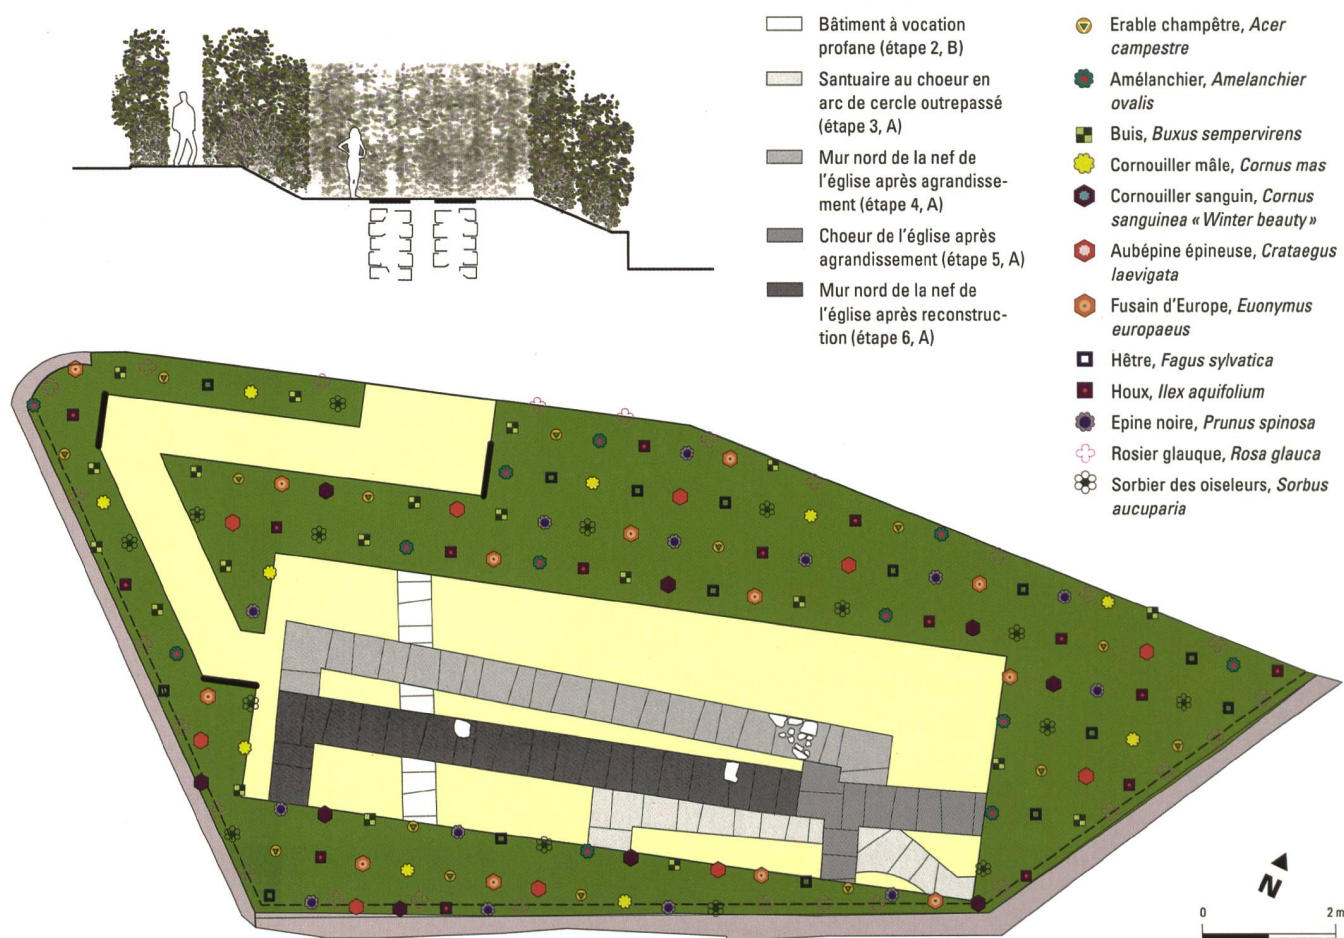 Bâtiment à vocation
profane (étape 2, B)
Santuaire au choeur en
arc de cercle outrepassé
(étape 3, A)
Mur nord de la nef de
l'église après agrandisse-
ment (étape 4, A)
Choeur de l'église après
agrandissement (étape 5, A)
Mur nord de la nef de
l'église après reconstruc-
tion (étape 6, A)
Erable champêtre, Acer
campestre
Amélanchier, Amelanchier
ovalis
Buis, Buxus sempervirens
Cornouiller mâle, Cornus mas
Cornouiller sanguin, Cornus
sanguinea « Winter beauty »
Aubépine épineuse, Crataegus
laevigata
Fusain d'Europe, Euonymus
europaeus
Hêtre, Fagus sylvatica
Houx, Ilex aquifolium
Epine noire, Prunus spinosa
Rosier glauque, Rosa glauca
Sorbier des oiseleurs, Sorbus
aucuparia
N
0 2 m